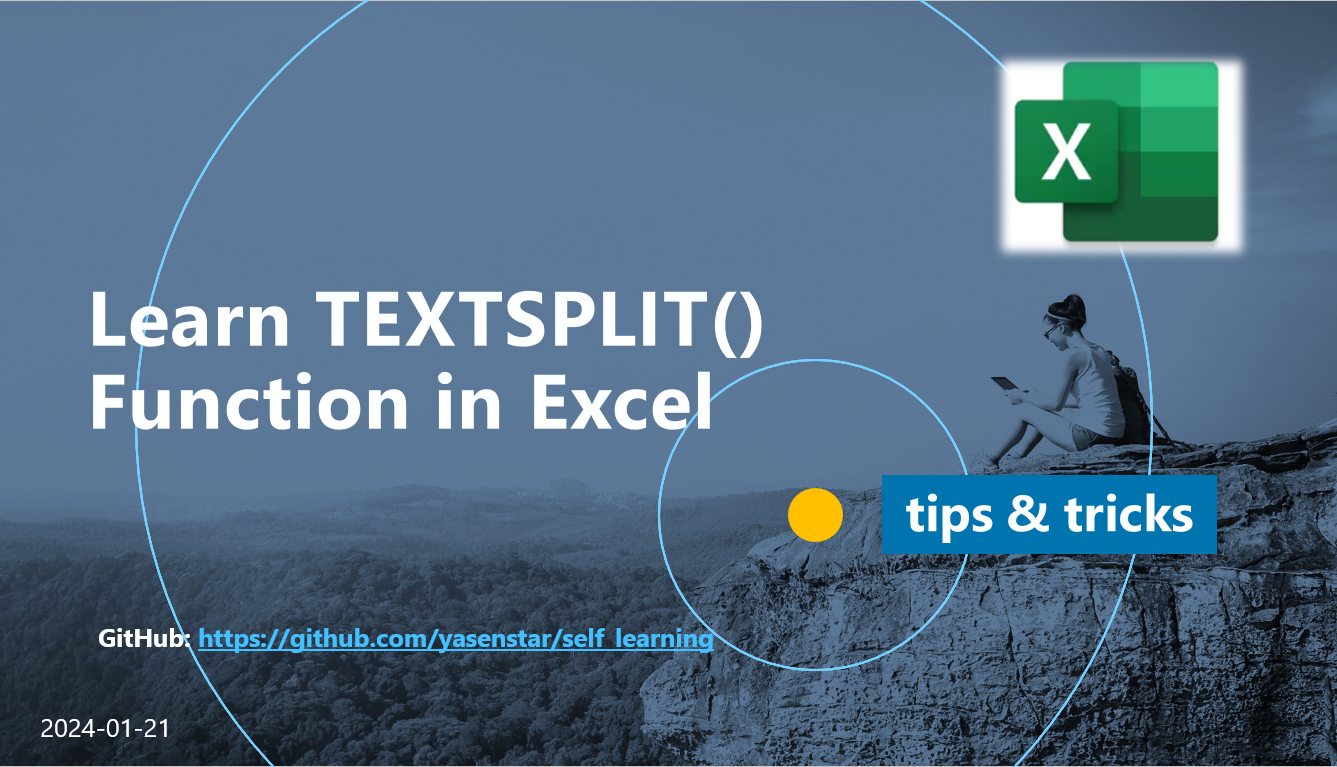 X
Learn TEXTSPLIT()
Function in Excel
tips & tricks
GitHub: https://github.com/yasenstar/self_learning
2024-01-21